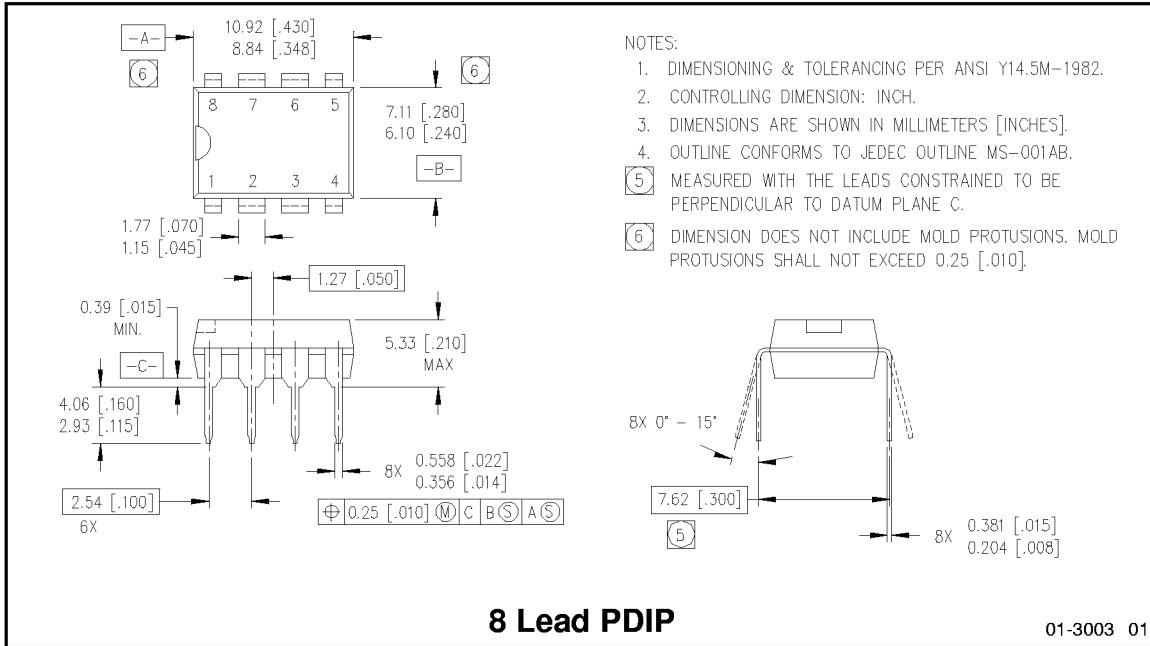 -A-
10.92 [.430]
8.84 [.348]
6
6
8 7 6 5
7.11 [.280]
6.10 [.240]
-B-
1 2 3 4
1.77 [.070]
1.15 [.045]
1.27 [.050]
0.39 [.015]
MIN.
5.33 [.210]
MAX
-C-
4.06 [.160]
2.93 [.115]
8X 0.558 [.022]
0.356 [.014]
2.54 [.100]
6X
⌖ 0.25 [.010] Ⓜ C B Ⓢ A Ⓢ
NOTES:
1. DIMENSIONING & TOLERANCING PER ANSI Y14.5M-1982.
2. CONTROLLING DIMENSION: INCH.
3. DIMENSIONS ARE SHOWN IN MILLIMETERS [INCHES].
4. OUTLINE CONFORMS TO JEDEC OUTLINE MS-001AB.
5 MEASURED WITH THE LEADS CONSTRAINED TO BE
PERPENDICULAR TO DATUM PLANE C.
6 DIMENSION DOES NOT INCLUDE MOLD PROTUSIONS. MOLD
PROTUSIONS SHALL NOT EXCEED 0.25 [.010].
8X 0° - 15°
7.62 [.300]
5
8X 0.381 [.015]
0.204 [.008]
8 Lead PDIP
01-3003 01